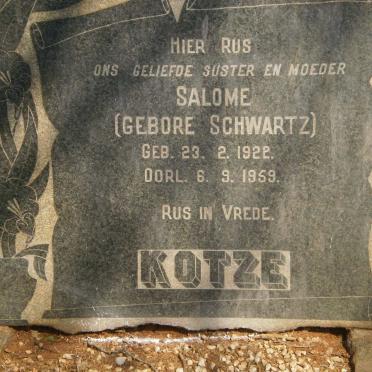 HIER RUS
ONS GELIEFDE SUSTER EN MOEDER
SALOME
(GEBORE SCHWARTZ)
GEB. 23. 2. 1922.
OORL. 6. 9. 1959.
RUS IN VREDE.
KOTZE